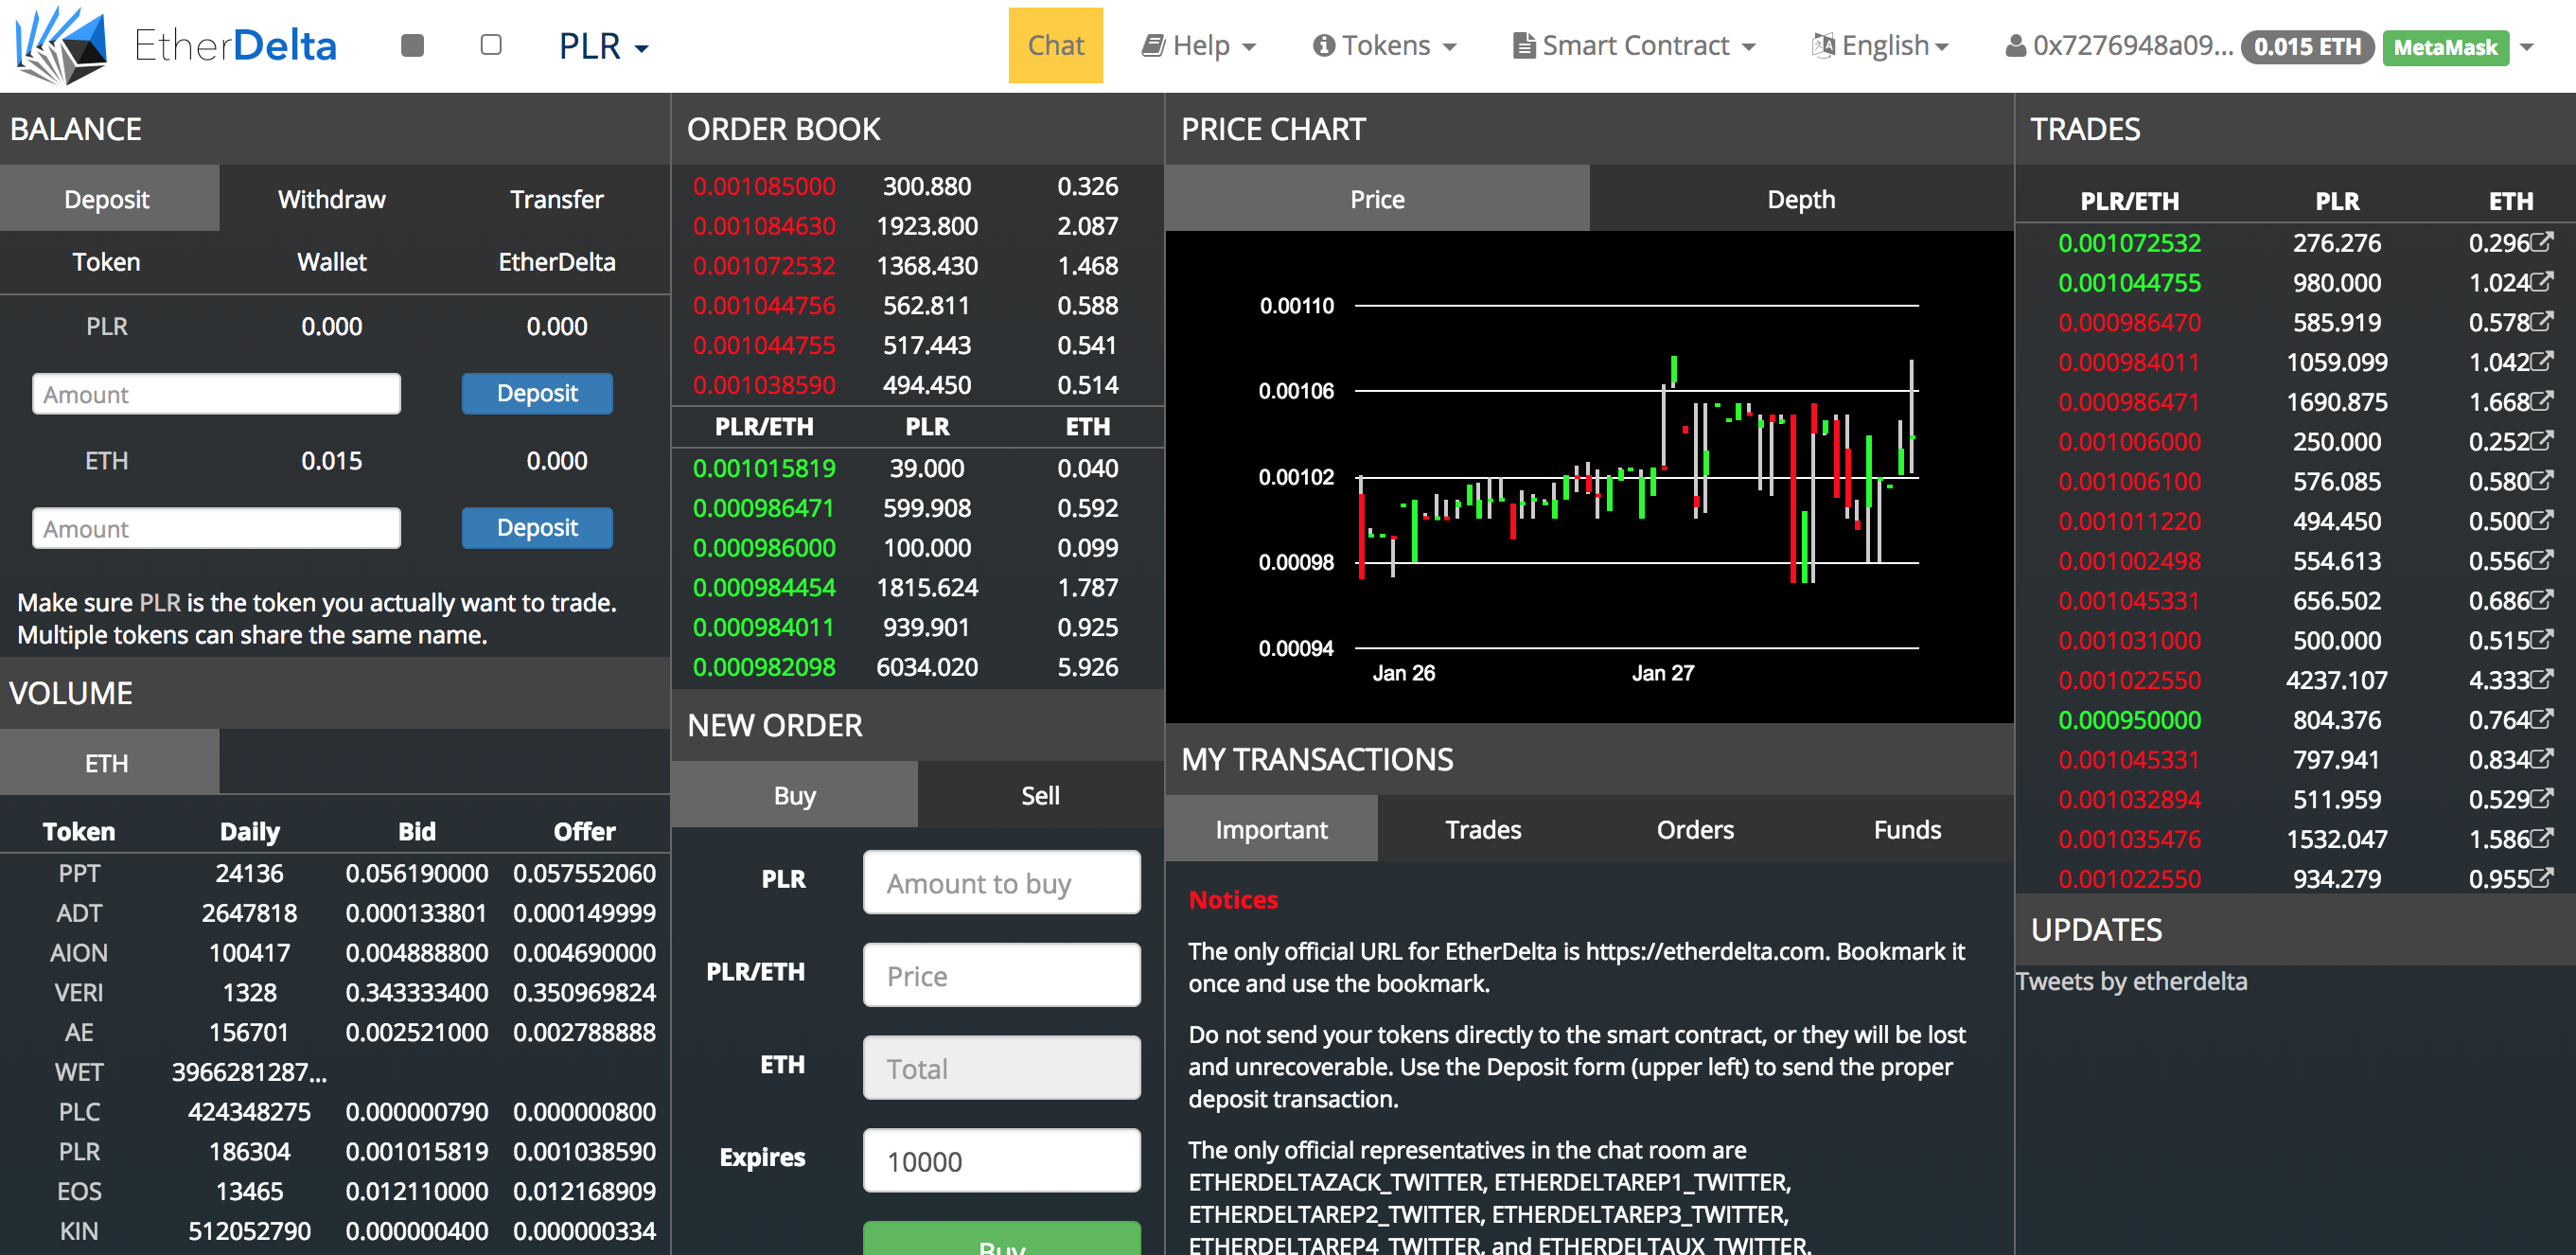 EtherDelta
PLR
Chat
Help
Tokens
Smart Contract
English
0x7276948a09... 0.015 ETH MetaMask
BALANCE
Deposit Withdraw Transfer
Token Wallet EtherDelta
PLR 0.000 0.000
Amount Deposit
ETH 0.015 0.000
Amount Deposit
Make sure PLR is the token you actually want to trade.
Multiple tokens can share the same name.
VOLUME
ETH
Token Daily Bid Offer
PPT 24136 0.056190000 0.057552060
ADT 2647818 0.000133801 0.000149999
AION 100417 0.004888800 0.004690000
VERI 1328 0.343333400 0.350969824
AE 156701 0.002521000 0.002788888
WET 3966281287...
PLC 424348275 0.000000790 0.000000800
PLR 186304 0.001015819 0.001038590
EOS 13465 0.012110000 0.012168909
KIN 512052790 0.000000400 0.000000334
ORDER BOOK
0.001085000 300.880 0.326
0.001084630 1923.800 2.087
0.001072532 1368.430 1.468
0.001044756 562.811 0.588
0.001044755 517.443 0.541
0.001038590 494.450 0.514
PLR/ETH PLR ETH
0.001015819 39.000 0.040
0.000986471 599.908 0.592
0.000986000 100.000 0.099
0.000984454 1815.624 1.787
0.000984011 939.901 0.925
0.000982098 6034.020 5.926
NEW ORDER
Buy Sell
PLR Amount to buy
PLR/ETH Price
ETH Total
Expires 10000
Buy
PRICE CHART
Price Depth
0.00110
0.00106
0.00102
0.00098
0.00094
Jan 26 Jan 27
MY TRANSACTIONS
Important Trades Orders Funds
Notices
The only official URL for EtherDelta is https://etherdelta.com. Bookmark it
once and use the bookmark.
Do not send your tokens directly to the smart contract, or they will be lost
and unrecoverable. Use the Deposit form (upper left) to send the proper
deposit transaction.
The only official representatives in the chat room are
ETHERDELTAZACK_TWITTER, ETHERDELTAREP1_TWITTER,
ETHERDELTAREP2_TWITTER, ETHERDELTAREP3_TWITTER,
ETHERDELTAREP4_TWITTER, and ETHERDELTAUX_TWITTER.
TRADES
PLR/ETH PLR ETH
0.001072532 276.276 0.296
0.001044755 980.000 1.024
0.000986470 585.919 0.578
0.000984011 1059.099 1.042
0.000986471 1690.875 1.668
0.001006000 250.000 0.252
0.001006100 576.085 0.580
0.001011220 494.450 0.500
0.001002498 554.613 0.556
0.001045331 656.502 0.686
0.001031000 500.000 0.515
0.001022550 4237.107 4.333
0.000950000 804.376 0.764
0.001045331 797.941 0.834
0.001032894 511.959 0.529
0.001035476 1532.047 1.586
0.001022550 934.279 0.955
UPDATES
Tweets by etherdelta